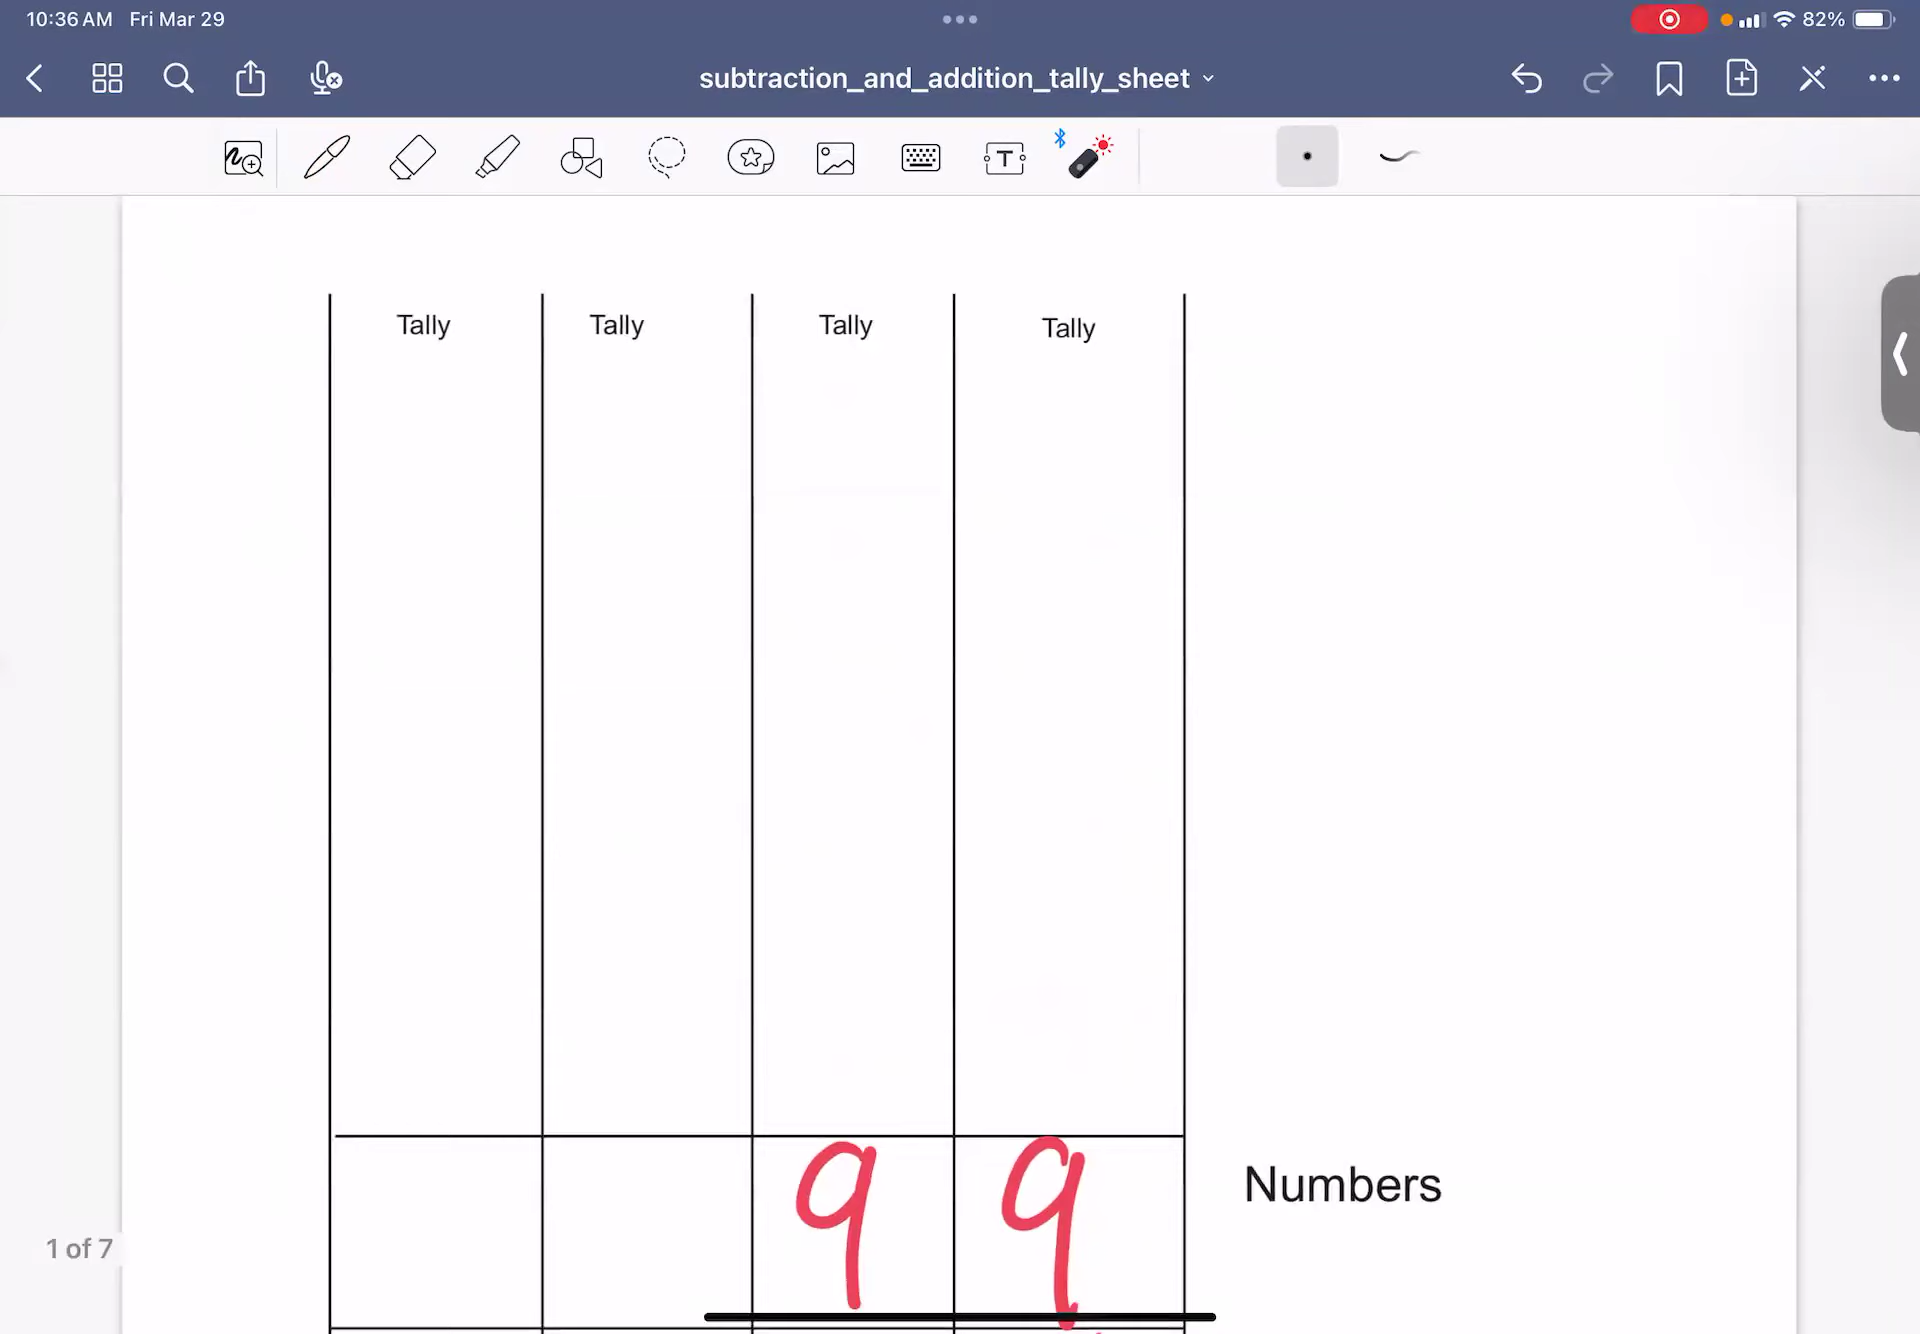 10:36 AM Fri Mar 29
82%
subtraction_and_addition_tally_sheet
T
Tally Tally Tally Tally
9 9
Numbers
1 of 7